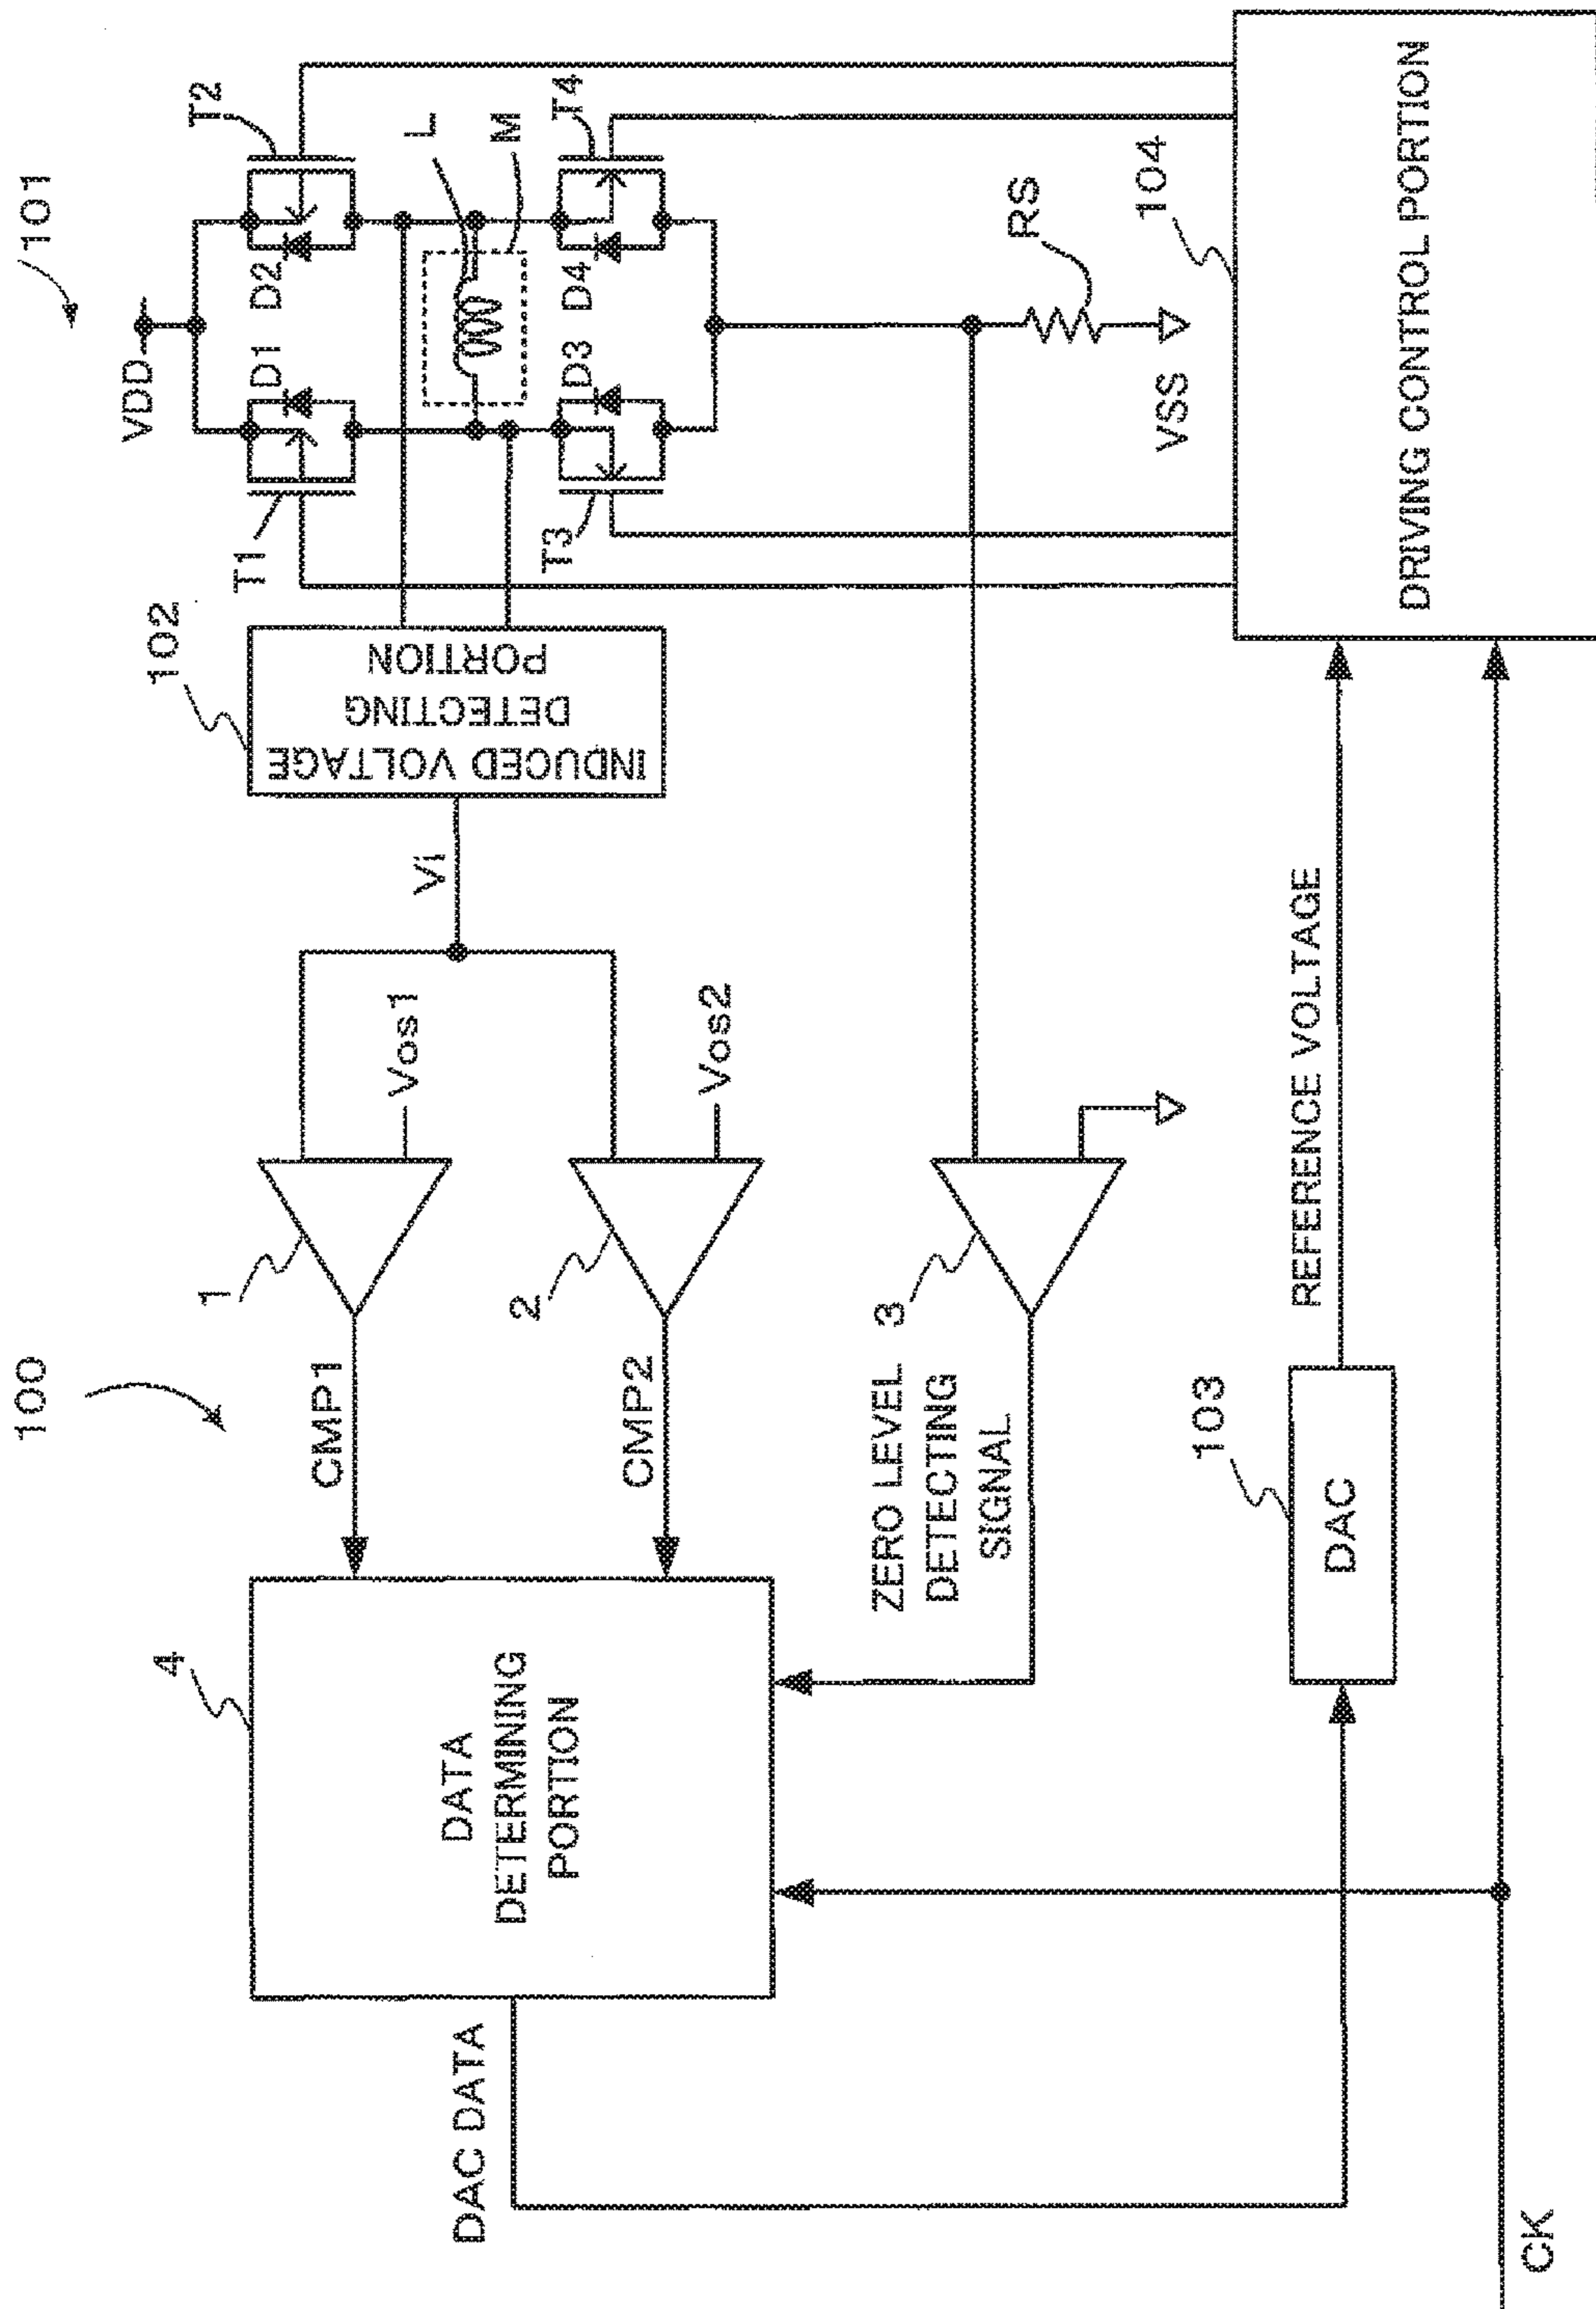 100
101
VDD
T1
T2
D1
D2
L
M
T3
T4
D3
D4
RS
VSS
102
INDUCED VOLTAGE
DETECTING
PORTION
Vi
Vos1
Vos2
1
2
3
CMP1
CMP2
4
DATA
DETERMINING
PORTION
ZERO LEVEL
DETECTING
SIGNAL
DAC DATA
103
DAC
REFERENCE VOLTAGE
104
DRIVING CONTROL PORTION
CK